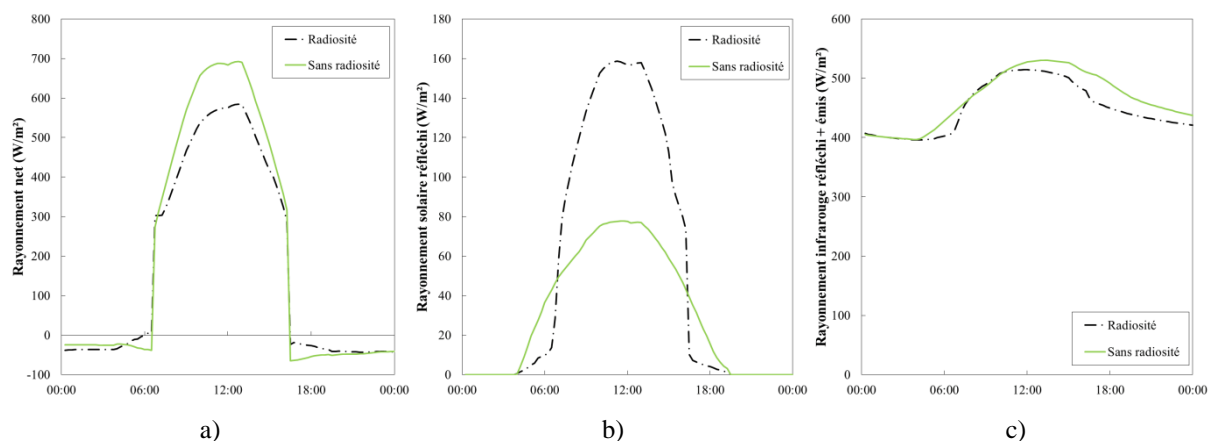 Rayonnement net (W/m²)
800
700
600
500
400
300
200
100
0
-100
00:00 06:00 12:00 18:00 00:00
Radiosité
Sans radiosité
a)
Rayonnement solaire réfléchi (W/m²)
180
160
140
120
100
80
60
40
20
0
00:00 06:00 12:00 18:00 00:00
Radiosité
Sans radiosité
b)
Rayonnement infrarouge réfléchi + émis (W/m²)
600
500
400
300
200
100
600
00:00 06:00 12:00 18:00 00:00
Radiosité
Sans radiosité
c)